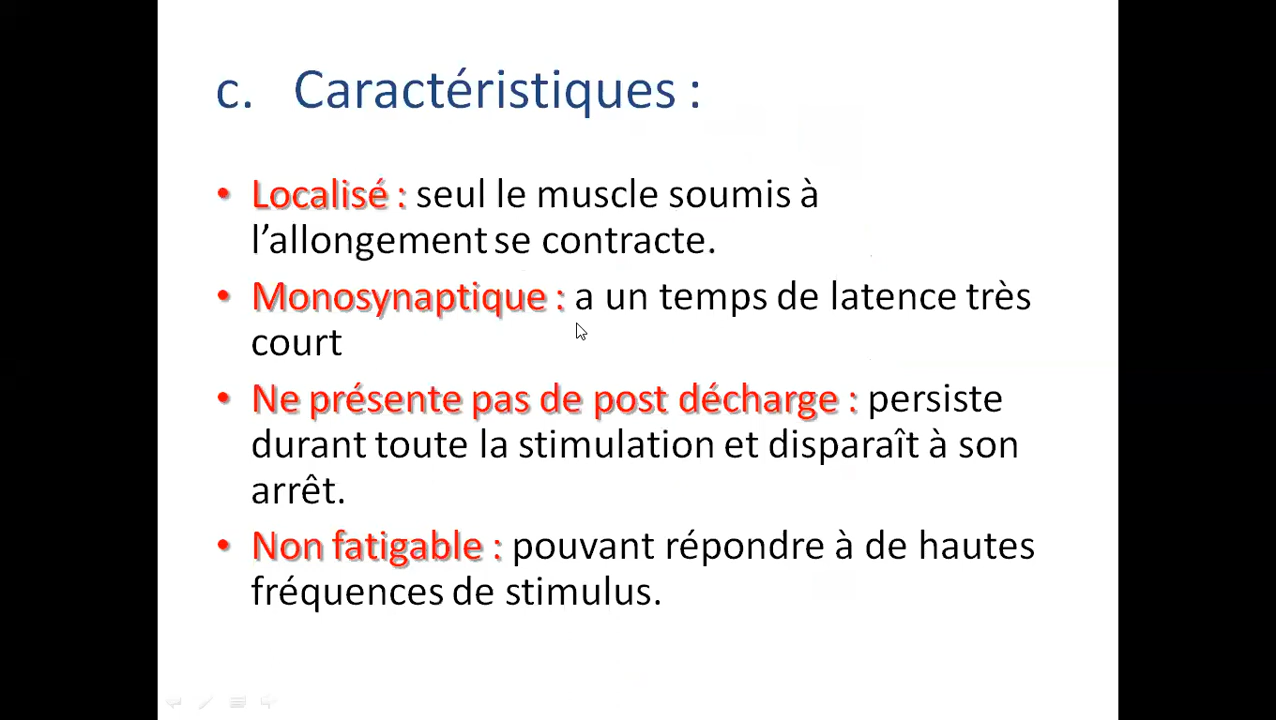 c. Caractéristiques :
• Localisé : seul le muscle soumis à
l’allongement se contracte.
• Monosynaptique : a un temps de latence très
court
• Ne présente pas de post décharge : persiste
durant toute la stimulation et disparaît à son
arrêt.
• Non fatigable : pouvant répondre à de hautes
fréquences de stimulus.